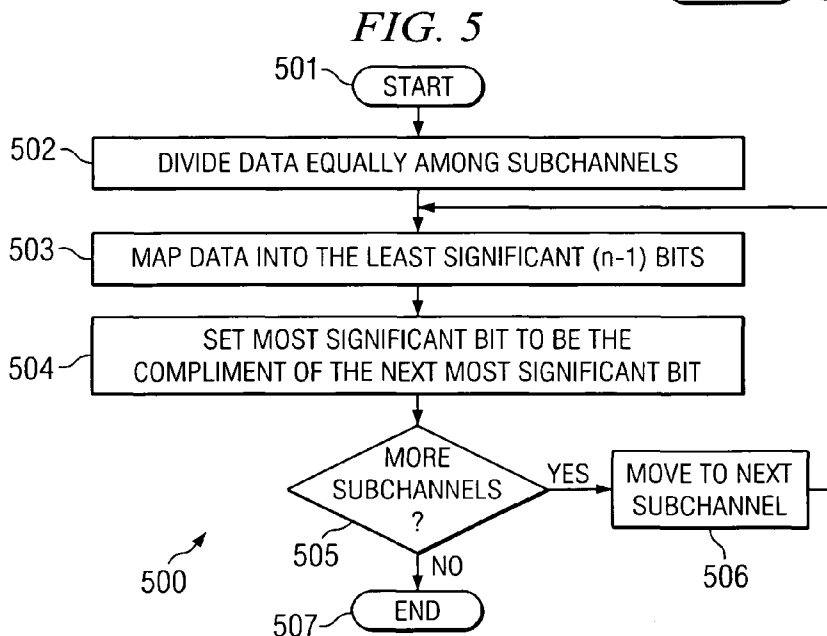 FIG. 5
501
START
502
DIVIDE DATA EQUALLY AMONG SUBCHANNELS
503
MAP DATA INTO THE LEAST SIGNIFICANT (n-1) BITS
504
SET MOST SIGNIFICANT BIT TO BE THE
COMPLIMENT OF THE NEXT MOST SIGNIFICANT BIT
MORE
SUBCHANNELS
?
505
YES
MOVE TO NEXT
SUBCHANNEL
506
NO
500
507
END